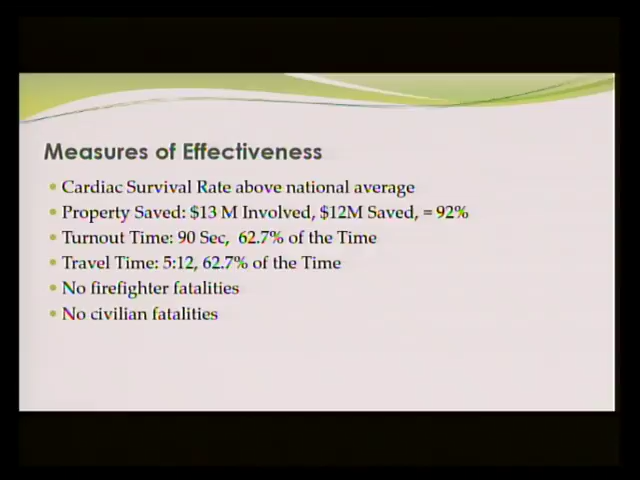 Measures of Effectiveness
Cardiac Survival Rate above national average
Property Saved: $13 M Involved, $12M Saved, = 92%
Turnout Time: 90 Sec, 62.7% of the Time
Travel Time: 5:12, 62.7% of the Time
No firefighter fatalities
No civilian fatalities